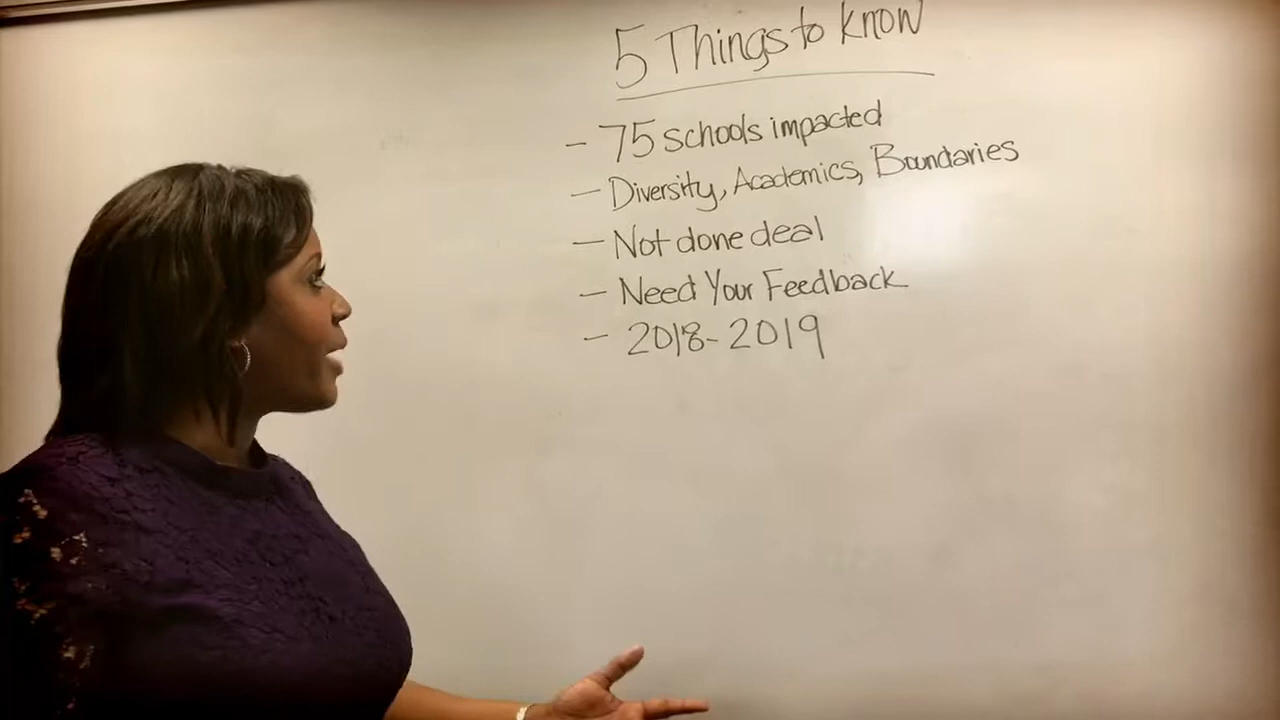 5 Things to know
- 75 schools impacted
- Diversity, Academics, Boundaries
- Not done deal
- Need Your Feedback
- 2018-2019